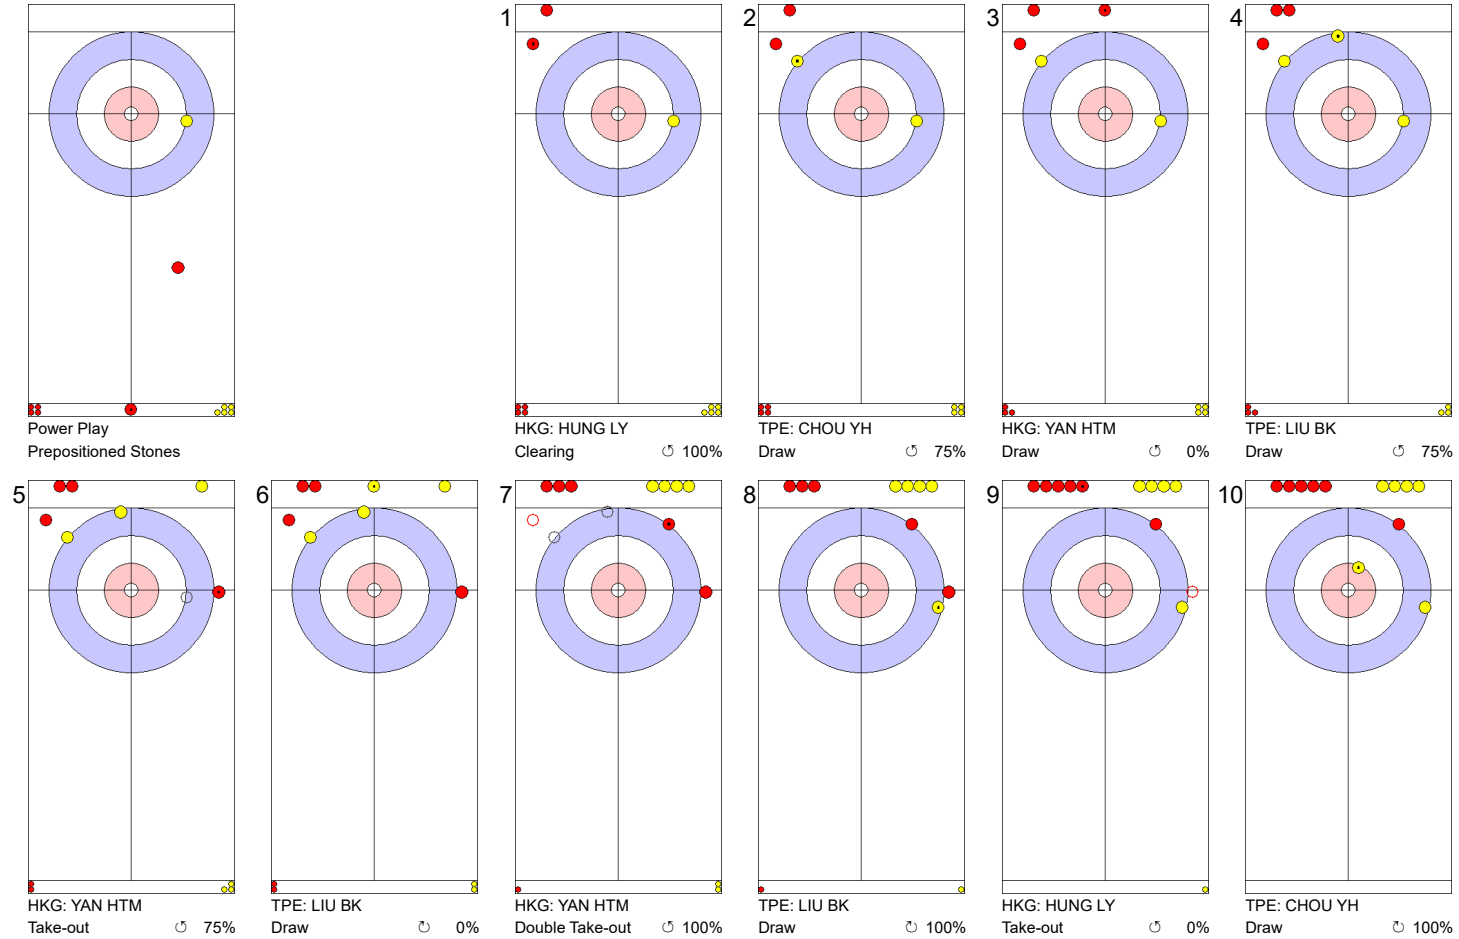 Power Play
Prepositioned Stones
1
HKG: HUNG LY
Clearing ↺ 100%
2
TPE: CHOU YH
Draw ↺ 75%
3
HKG: YAN HTM
Draw ↺ 0%
4
TPE: LIU BK
Draw ↺ 75%
5
HKG: YAN HTM
Take-out ↺ 75%
6
TPE: LIU BK
Draw ↻ 0%
7
HKG: YAN HTM
Double Take-out ↺ 100%
8
TPE: LIU BK
Draw ↻ 100%
9
HKG: HUNG LY
Take-out ↺ 0%
10
TPE: CHOU YH
Draw ↻ 100%